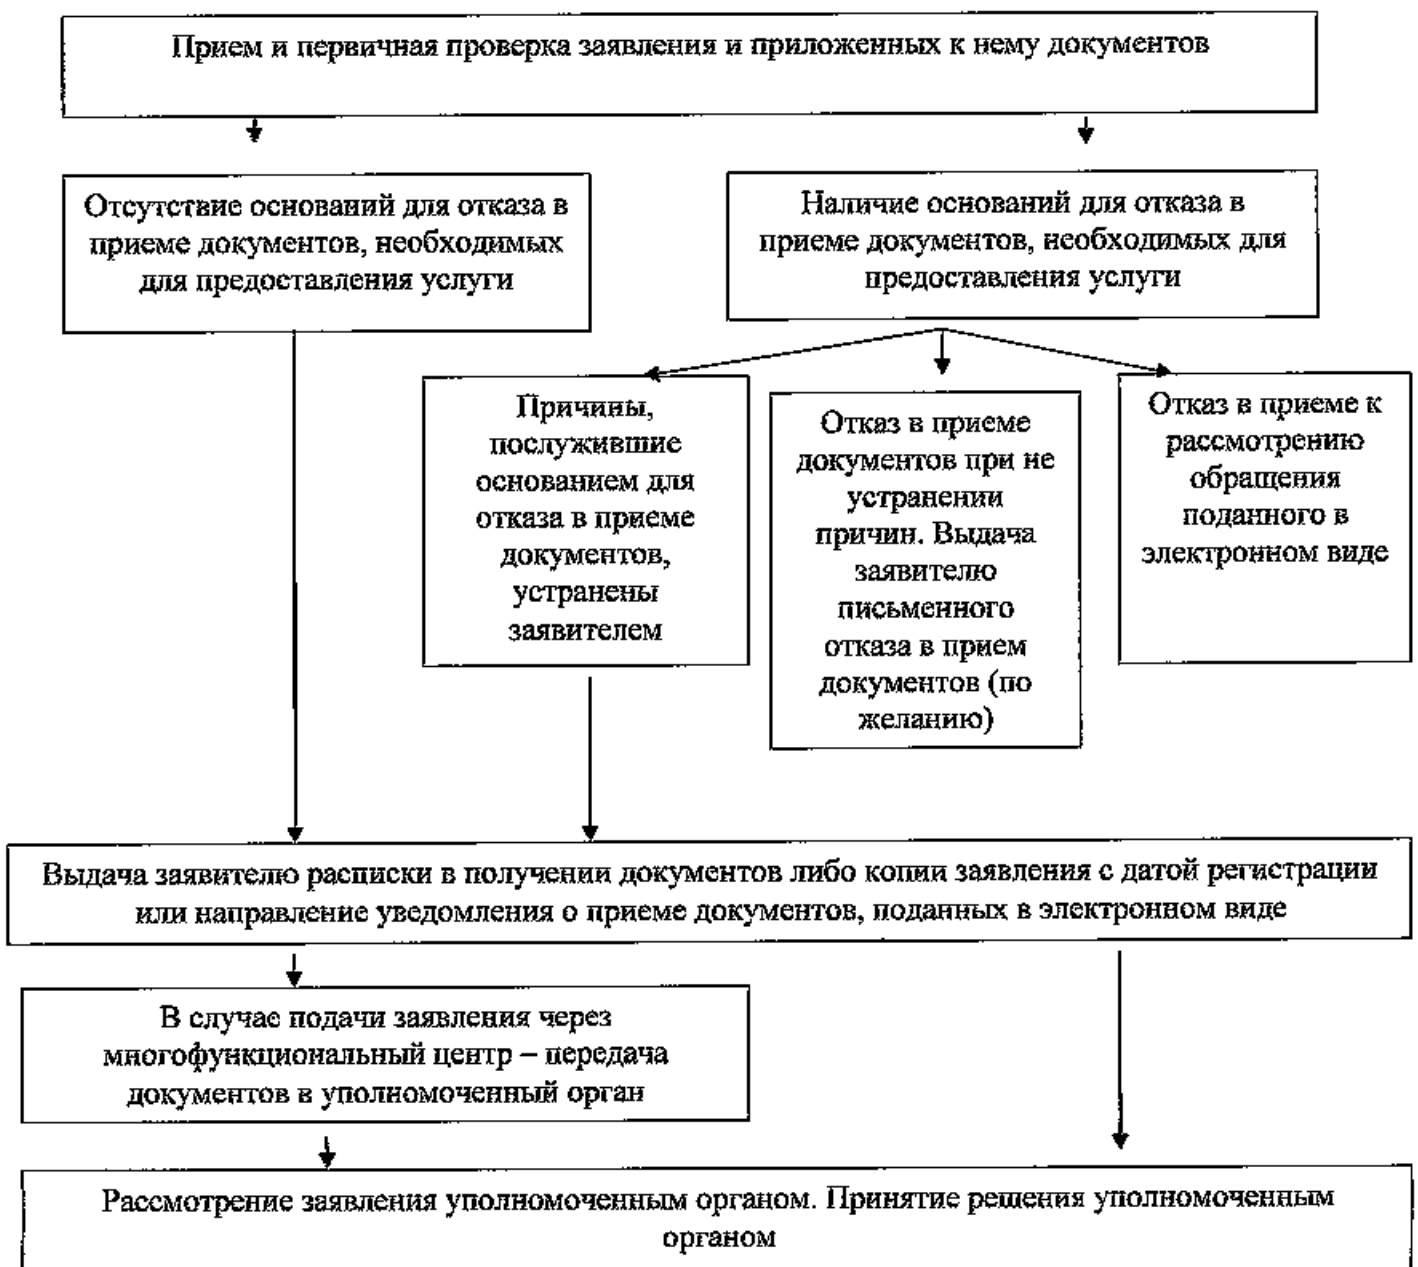 Прием и первичная проверка заявления и приложенных к нему документов
Отсутствие оснований для отказа в
приеме документов, необходимых
для предоставления услуги
Наличие оснований для отказа в
приеме документов, необходимых для
предоставления услуги
Причины,
послужившие
основанием для
отказа в приеме
документов,
устранены
заявителем
Отказ в приеме
документов при не
устранении
причин. Выдача
заявителю
письменного
отказа в прием
документов (по
желанию)
Отказ в приеме к
рассмотрению
обращения
поданного в
электронном виде
Выдача заявителю расписки в получении документов либо копии заявления с датой регистрации
или направление уведомления о приеме документов, поданных в электронном виде
В случае подачи заявления через
многофункциональный центр – передача
документов в уполномоченный орган
Рассмотрение заявления уполномоченным органом. Принятие решения уполномоченным
органом